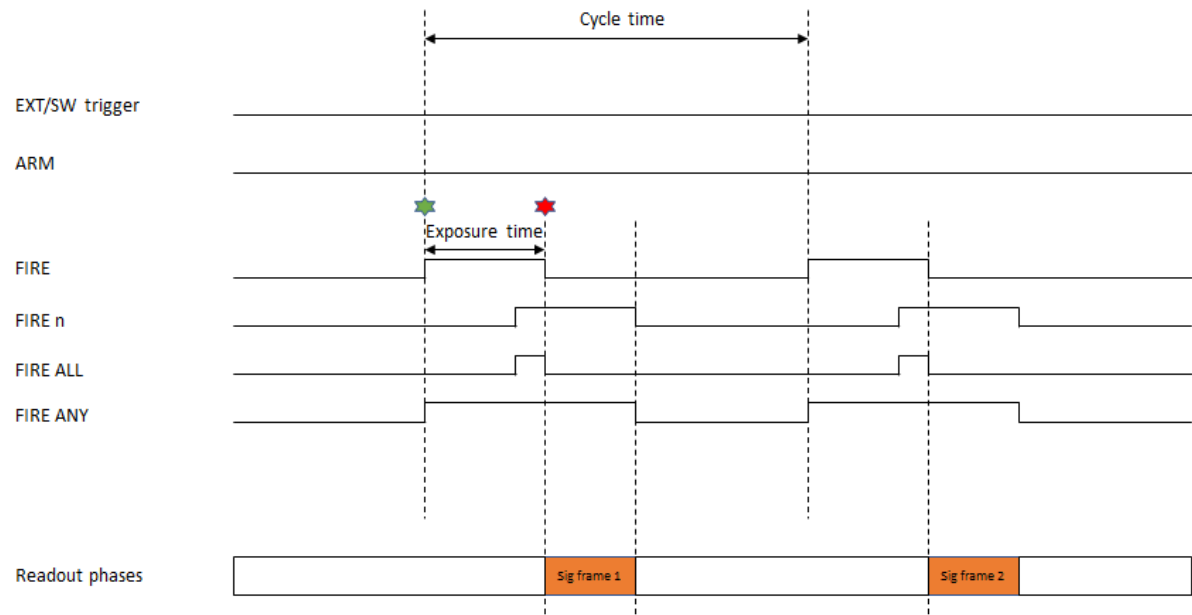 Cycle time
EXT/SW trigger
ARM
Exposure time
FIRE
FIRE n
FIRE ALL
FIRE ANY
Readout phases
Sig frame 1
Sig frame 2